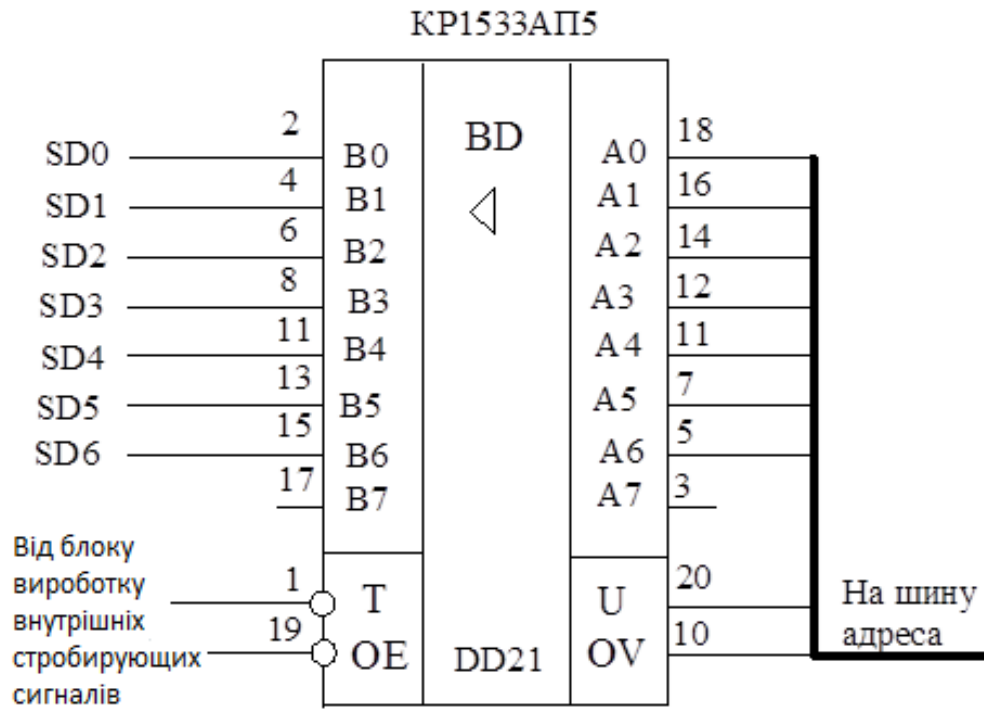 КР1533АП5
SD0 2 B0 BD A0 18
SD1 4 B1 A1 16
SD2 6 B2 A2 14
SD3 8 B3 A3 12
SD4 11 B4 A4 11
SD5 13 B5 A5 7
SD6 15 B6 A6 5
17 B7 A7 3
Від блоку
вироботку
внутрішніх
стробирующих
сигналів
1 T U 20
19 OE DD21 OV 10
На шину
адреса